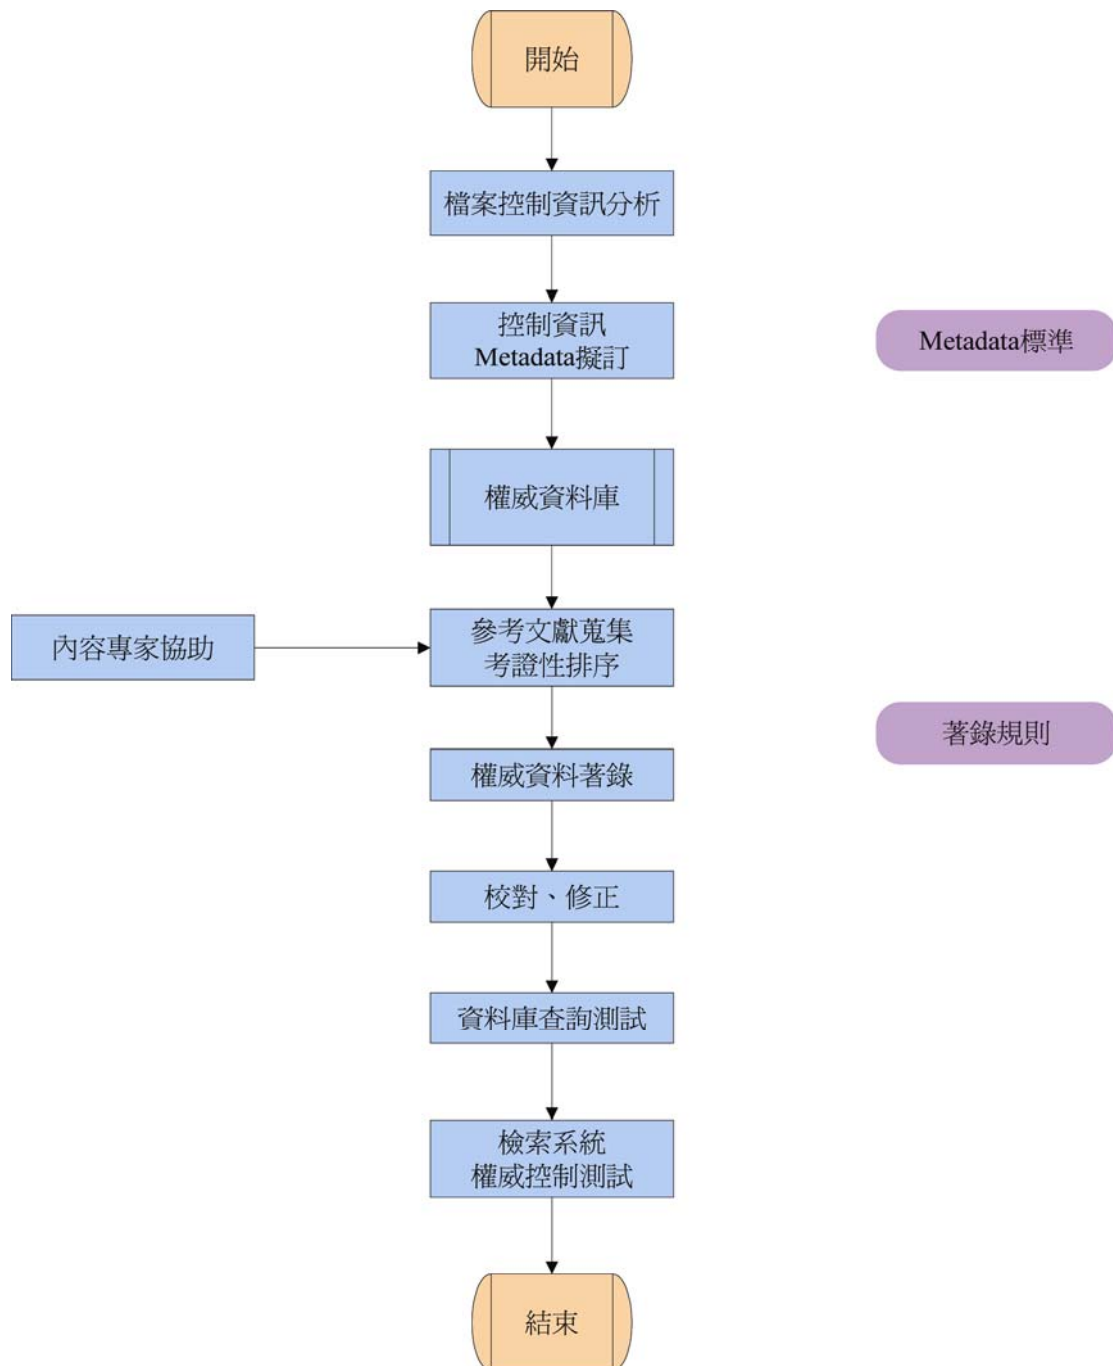 開始
檔案控制資訊分析
控制資訊
Metadata擬訂
Metadata標準
權威資料庫
內容專家協助
參考文獻蒐集
考證性排序
著錄規則
權威資料著錄
校對、修正
資料庫查詢測試
檢索系統
權威控制測試
結束